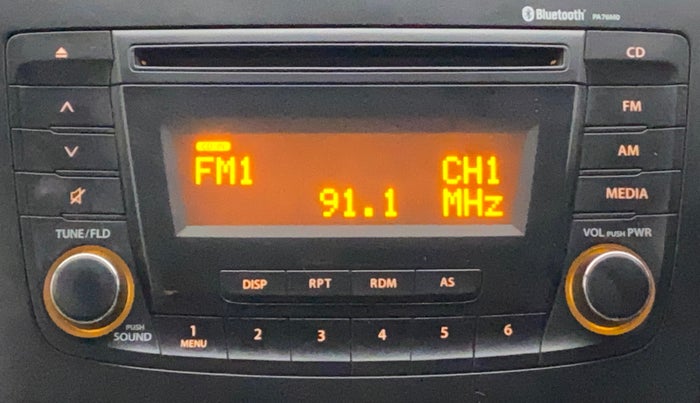 Bluetooth
CD
FM
AM
MEDIA
FM1 CH1
91.1 MHz
TUNE/FLD
VOL PUSH PWR
DISP RPT RDM AS
PUSH
SOUND
1 2 3 4 5 6
MENU